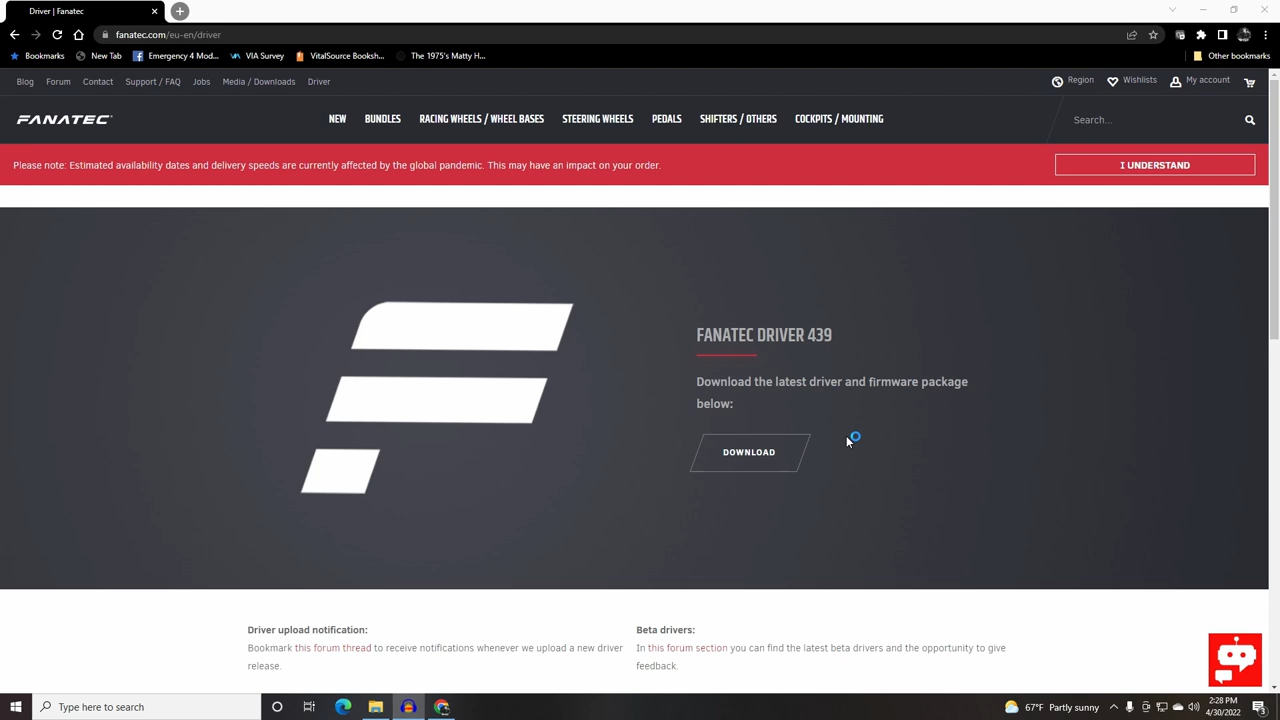 Driver | Fanatec
fanatec.com/eu-en/driver
Bookmarks New Tab Emergency 4 Mod... VIA Survey VitalSource Booksh... The 1975's Matty H... Other bookmarks
Blog Forum Contact Support / FAQ Jobs Media / Downloads Driver Region Wishlists My account
FANATEC NEW BUNDLES RACING WHEELS / WHEEL BASES STEERING WHEELS PEDALS SHIFTERS / OTHERS COCKPITS / MOUNTING Search...
Please note: Estimated availability dates and delivery speeds are currently affected by the global pandemic. This may have an impact on your order. I UNDERSTAND
FANATEC DRIVER 439
Download the latest driver and firmware package
below:
DOWNLOAD
Driver upload notification:
Bookmark this forum thread to receive notifications whenever we upload a new driver
release.
Beta drivers:
In this forum section you can find the latest beta drivers and the opportunity to give
feedback.
Type here to search 67°F Partly sunny 2:28 PM
4/30/2022 3